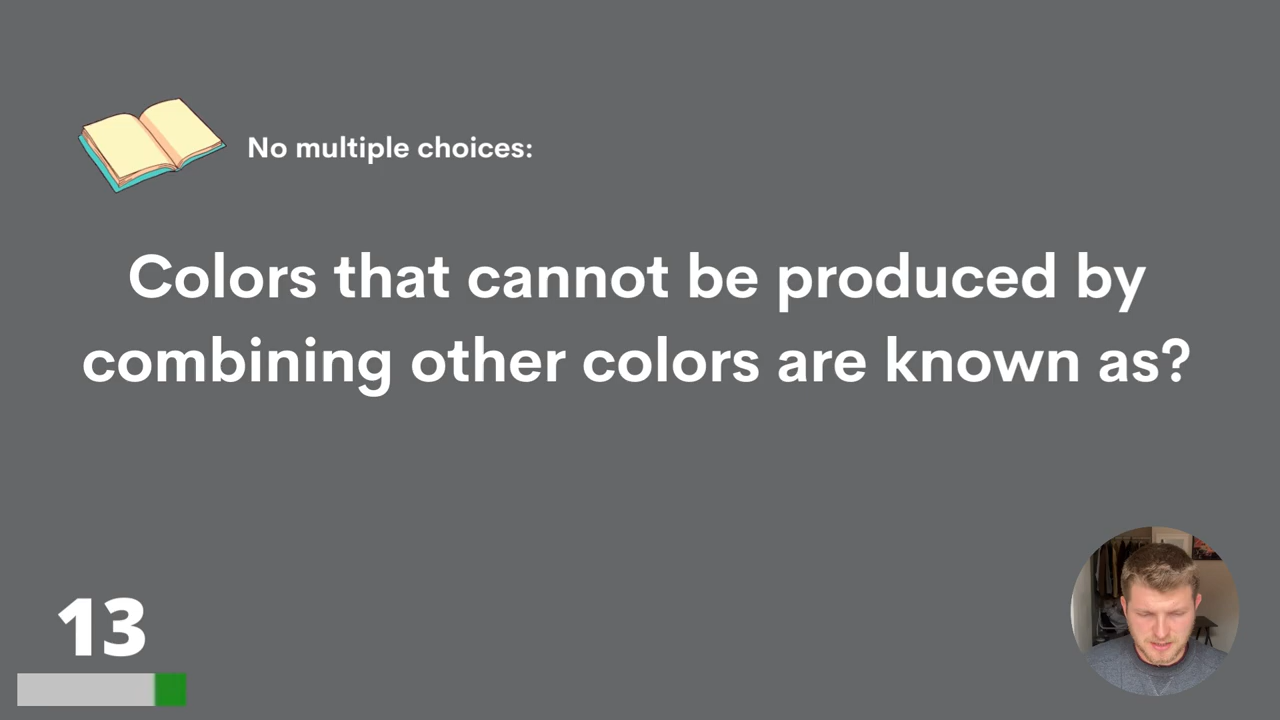 No multiple choices:
Colors that cannot be produced by
combining other colors are known as?
13